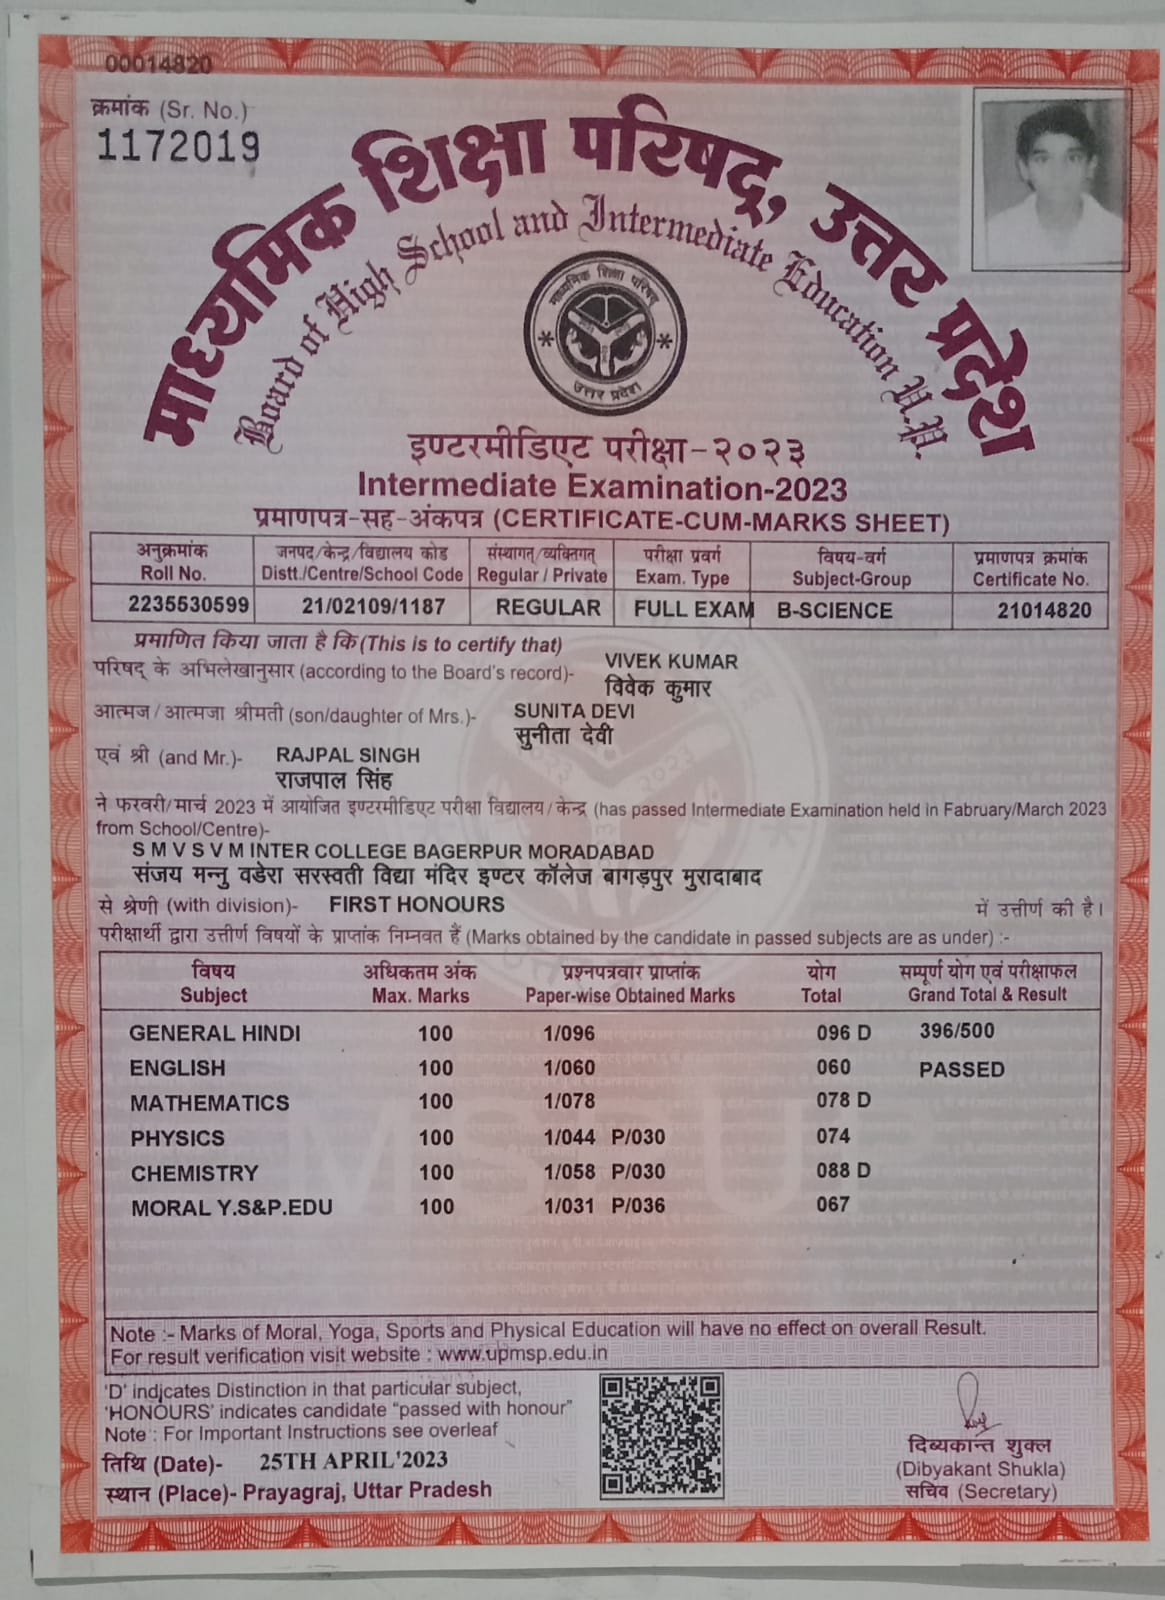 00014820
क्रमांक (Sr. No.)
1172019
माध्यमिक शिक्षा परिषद्, उत्तर प्रदेश
Board of High School and Intermediate Education U.P.
माध्यमिक शिक्षा परिषद
उत्तर प्रदेश
इण्टरमीडिएट परीक्षा-२०२३
Intermediate Examination-2023
प्रमाणपत्र-सह-अंकपत्र (CERTIFICATE-CUM-MARKS SHEET)
अनुक्रमांक जनपद/केन्द्र/विद्यालय कोड संस्थागत्/व्यक्तिगत् परीक्षा प्रवर्ग विषय-वर्ग प्रमाणपत्र क्रमांक
Roll No. Distt./Centre/School Code Regular / Private Exam. Type Subject-Group Certificate No.
2235530599 21/02109/1187 REGULAR FULL EXAM B-SCIENCE 21014820
प्रमाणित किया जाता है कि (This is to certify that)
परिषद् के अभिलेखानुसार (according to the Board's record)- VIVEK KUMAR
विवेक कुमार
आत्मज/आत्मजा श्रीमती (son/daughter of Mrs.)- SUNITA DEVI
सुनीता देवी
एवं श्री (and Mr.)- RAJPAL SINGH
राजपाल सिंह
ने फरवरी/मार्च 2023 में आयोजित इण्टरमीडिएट परीक्षा विद्यालय/केन्द्र (has passed Intermediate Examination held in Fabruary/March 2023
from School/Centre)-
S M V S V M INTER COLLEGE BAGERPUR MORADABAD
संजय मन्नु वडेरा सरस्वती विद्या मंदिर इण्टर कॉलेज बागड़पुर मुरादाबाद
से श्रेणी (with division)- FIRST HONOURS में उत्तीर्ण की है।
परीक्षार्थी द्वारा उत्तीर्ण विषयों के प्राप्तांक निम्नवत हैं (Marks obtained by the candidate in passed subjects are as under) :-
विषय अधिकतम अंक प्रश्नपत्रवार प्राप्तांक योग सम्पूर्ण योग एवं परीक्षाफल
Subject Max. Marks Paper-wise Obtained Marks Total Grand Total & Result
GENERAL HINDI 100 1/096 096 D 396/500
ENGLISH 100 1/060 060 PASSED
MATHEMATICS 100 1/078 078 D
PHYSICS 100 1/044 P/030 074
CHEMISTRY 100 1/058 P/030 088 D
MORAL Y.S&P.EDU 100 1/031 P/036 067
Note :- Marks of Moral, Yoga, Sports and Physical Education will have no effect on overall Result.
For result verification visit website : www.upmsp.edu.in
'D' indicates Distinction in that particular subject,
'HONOURS' indicates candidate "passed with honour"
Note : For Important Instructions see overleaf
तिथि (Date)- 25TH APRIL'2023
स्थान (Place)- Prayagraj, Uttar Pradesh
दिब्यकान्त शुक्ल
(Dibyakant Shukla)
सचिव (Secretary)